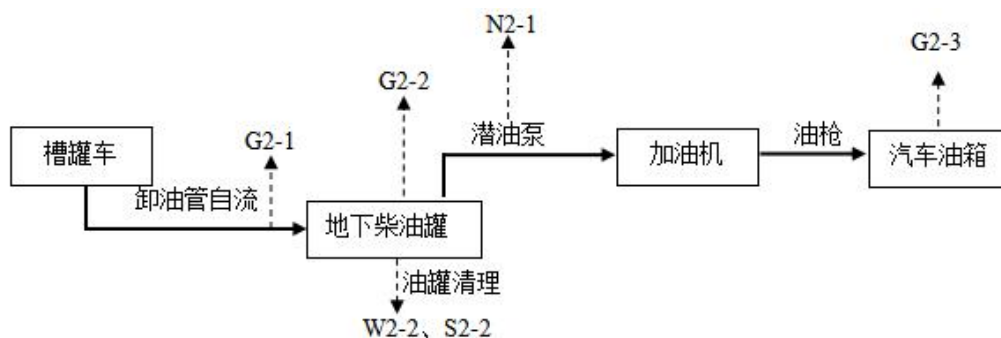 N2-1
G2-3
G2-2
G2-1
潜油泵
油枪
槽罐车
加油机
汽车油箱
卸油管自流
地下柴油罐
油罐清理
W2-2、S2-2